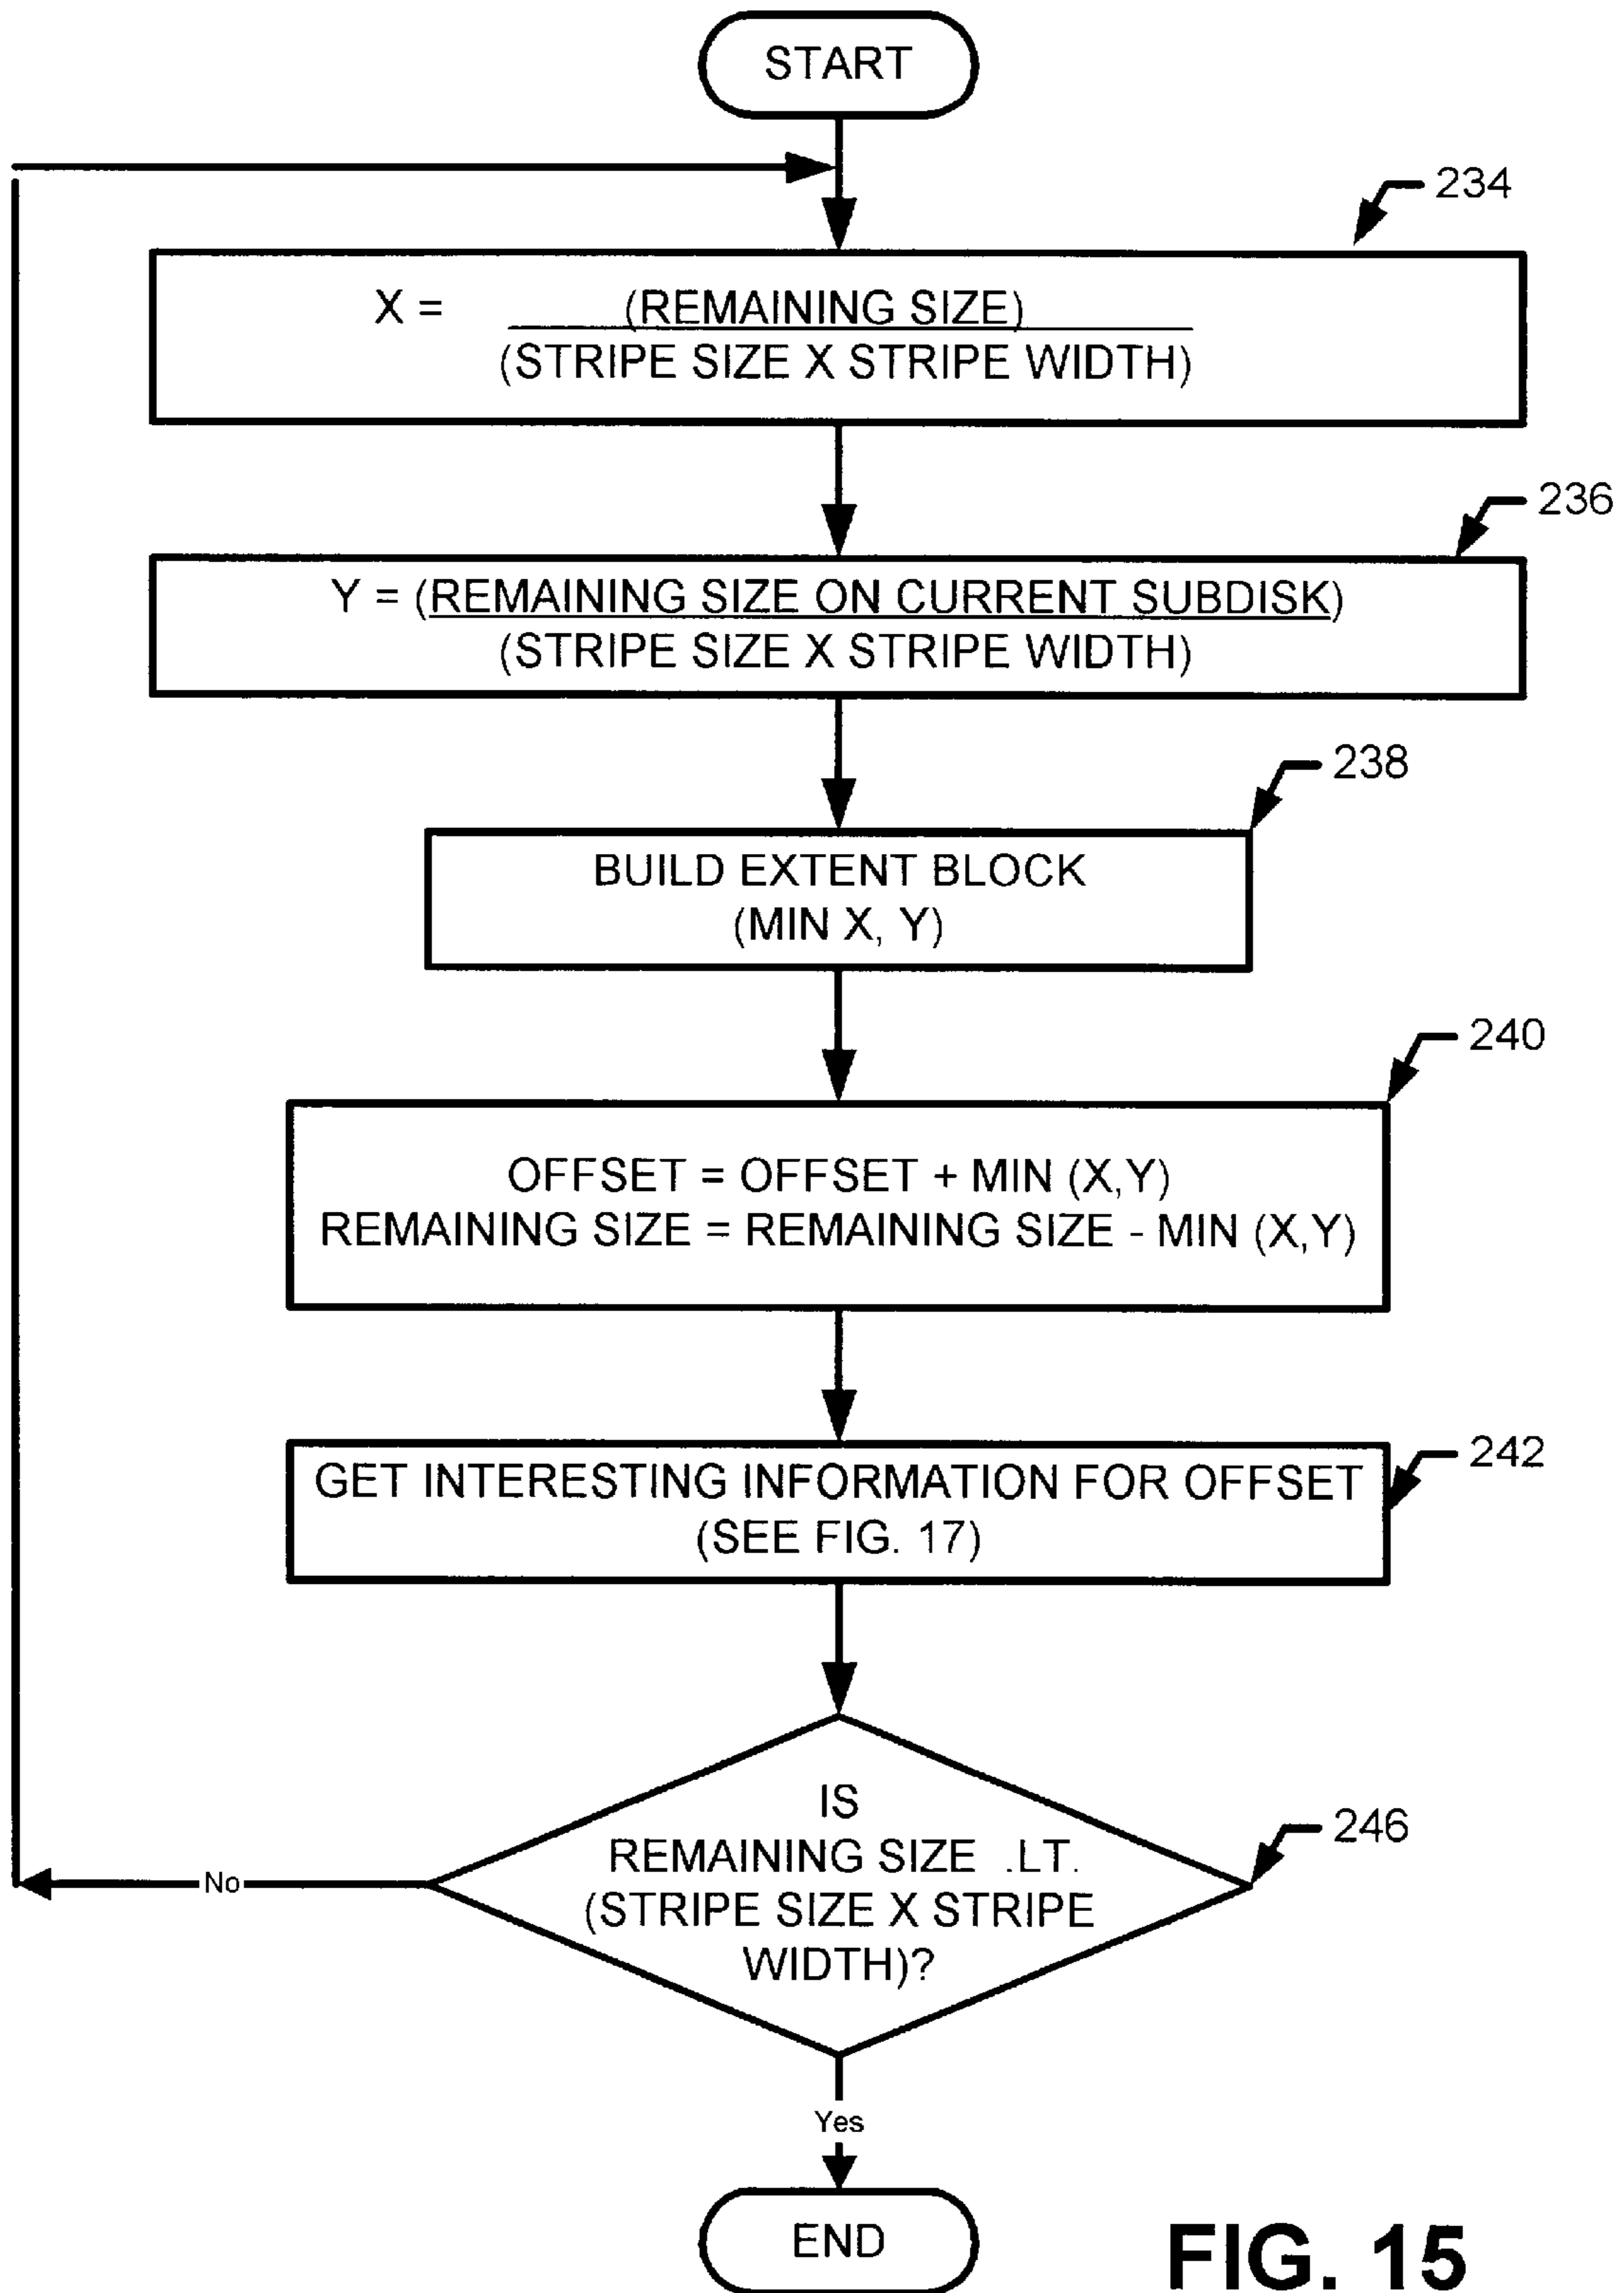 START
234
X = (REMAINING SIZE)
(STRIPE SIZE X STRIPE WIDTH)
236
Y = (REMAINING SIZE ON CURRENT SUBDISK)
(STRIPE SIZE X STRIPE WIDTH)
238
BUILD EXTENT BLOCK
(MIN X, Y)
240
OFFSET = OFFSET + MIN (X,Y)
REMAINING SIZE = REMAINING SIZE - MIN (X,Y)
242
GET INTERESTING INFORMATION FOR OFFSET
(SEE FIG. 17)
IS
REMAINING SIZE .LT.
(STRIPE SIZE X STRIPE
WIDTH)?
246
No
Yes
END
FIG. 15